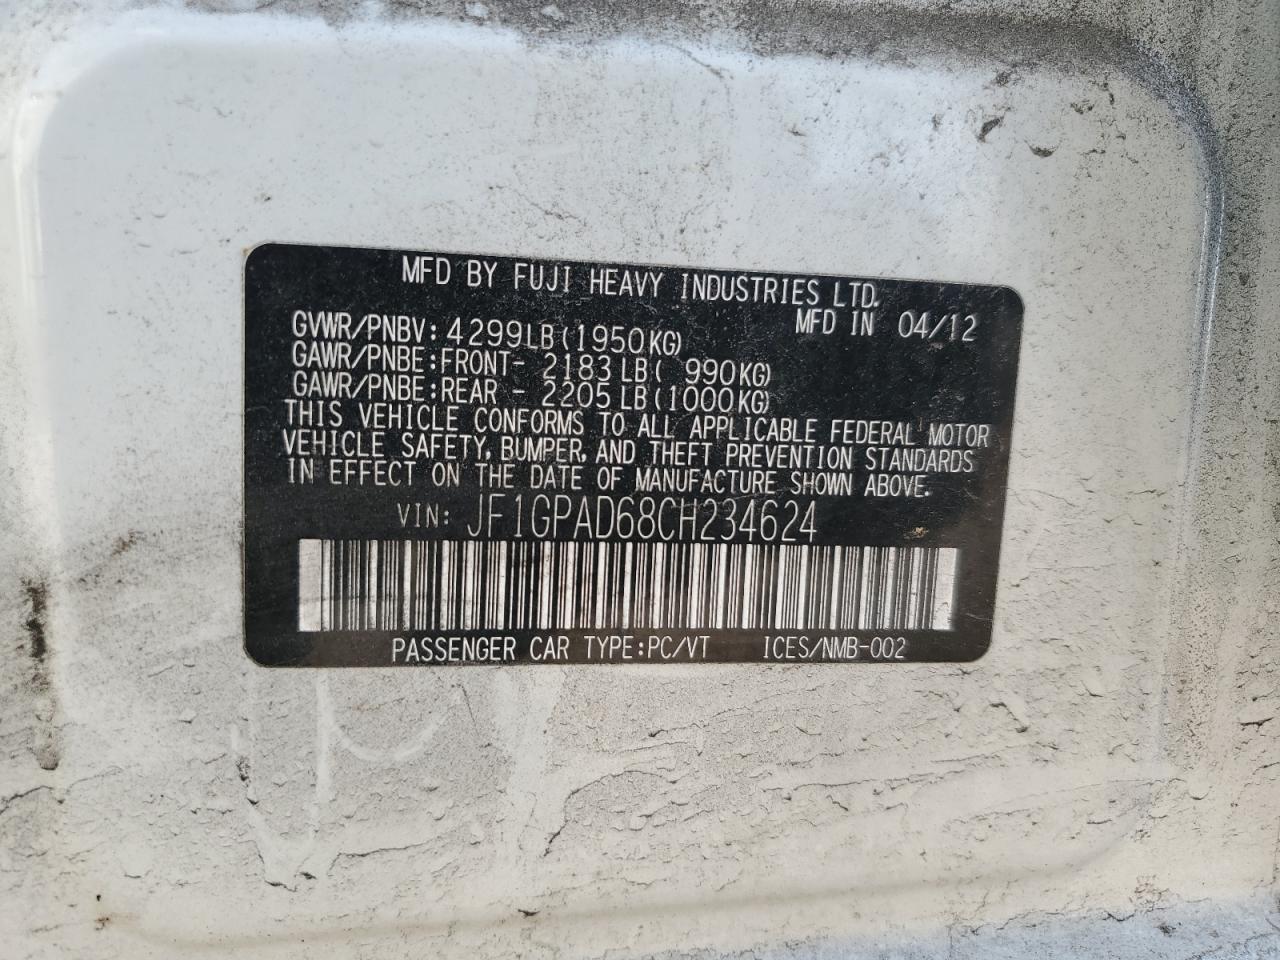 MFD BY FUJI HEAVY INDUSTRIES LTD.
MFD IN 04/12
GVWR/PNBV: 4299LB(1950KG)
GAWR/PNBE:FRONT- 2183LB( 990KG)
GAWR/PNBE:REAR - 2205LB(1000KG)
THIS VEHICLE CONFORMS TO ALL APPLICABLE FEDERAL MOTOR
VEHICLE SAFETY, BUMPER, AND THEFT PREVENTION STANDARDS
IN EFFECT ON THE DATE OF MANUFACTURE SHOWN ABOVE.
VIN: JF1GPAD68CH234624
PASSENGER CAR TYPE:PC/VT ICES/NMB-002